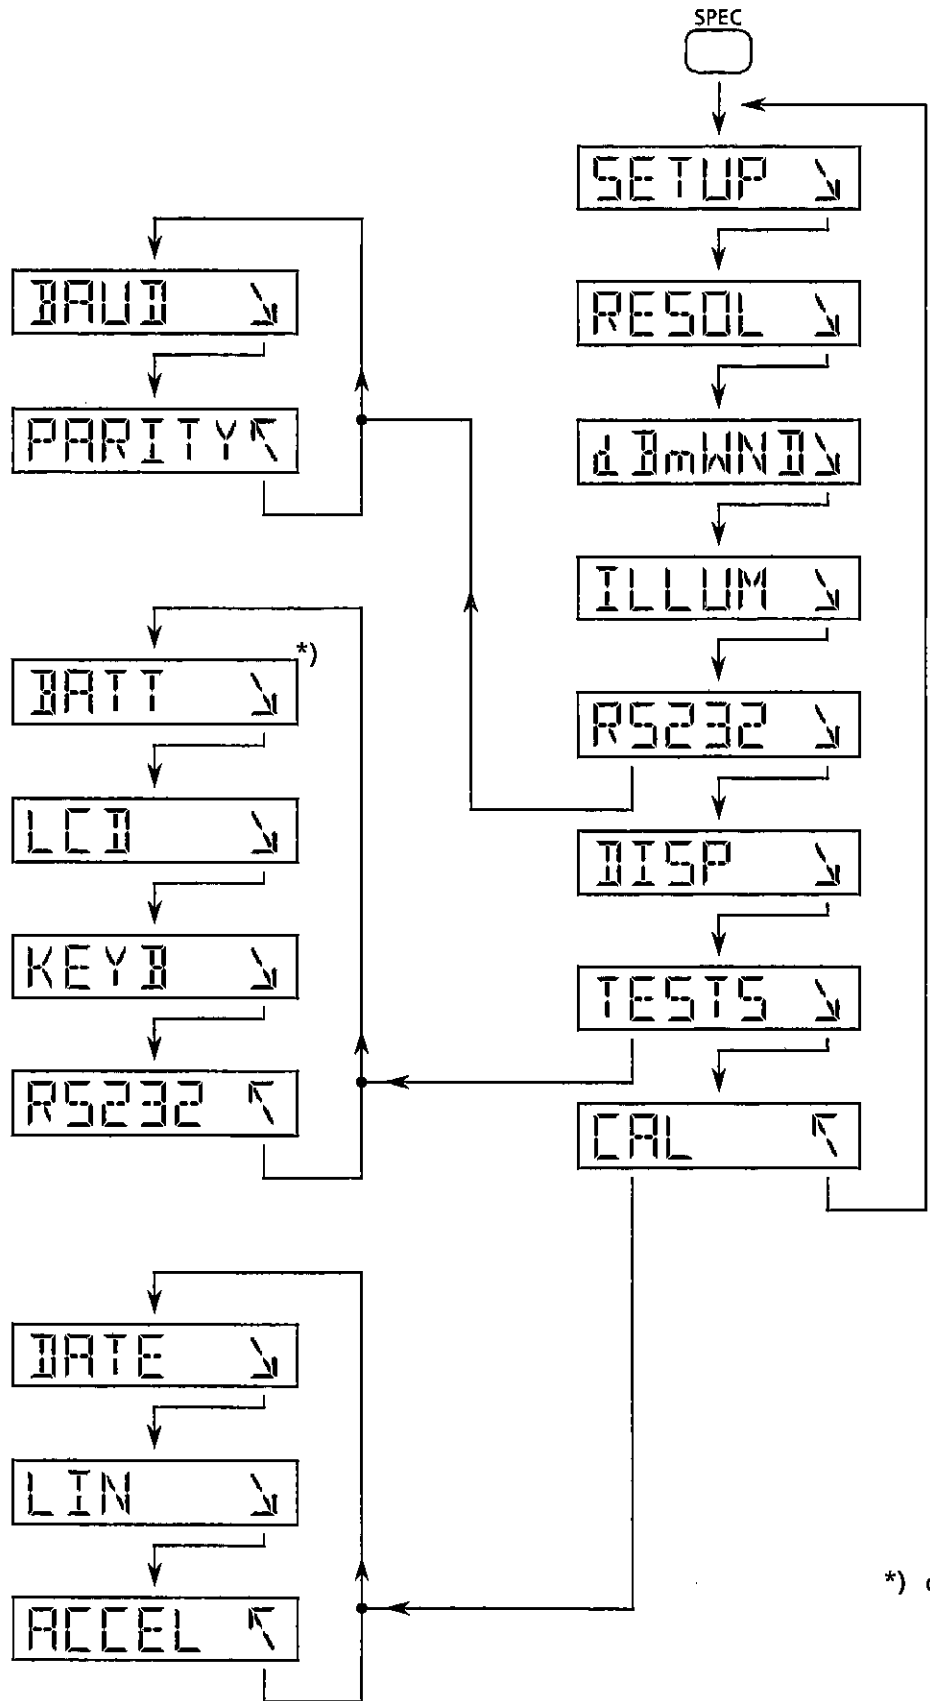 SPEC
SETUP
RESOL
dBmWND
ILLUM
RS232
DISP
TESTS
CAL
BAUD
PARITY
*)
BATT
LCD
KEYB
RS232
DATE
LIN
ACCEL
*)